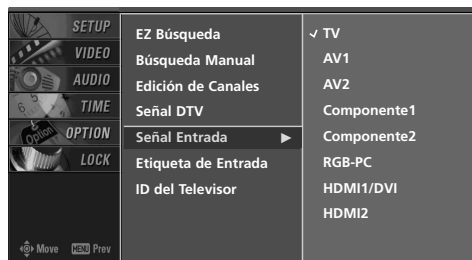 SETUP
VIDEO
AUDIO
TIME
OPTION
LOCK
Move MENU Prev
EZ Búsqueda
Búsqueda Manual
Edición de Canales
Señal DTV
Señal Entrada ►
Etiqueta de Entrada
ID del Televisor
✓ TV
AV1
AV2
Componente1
Componente2
RGB-PC
HDMI1/DVI
HDMI2